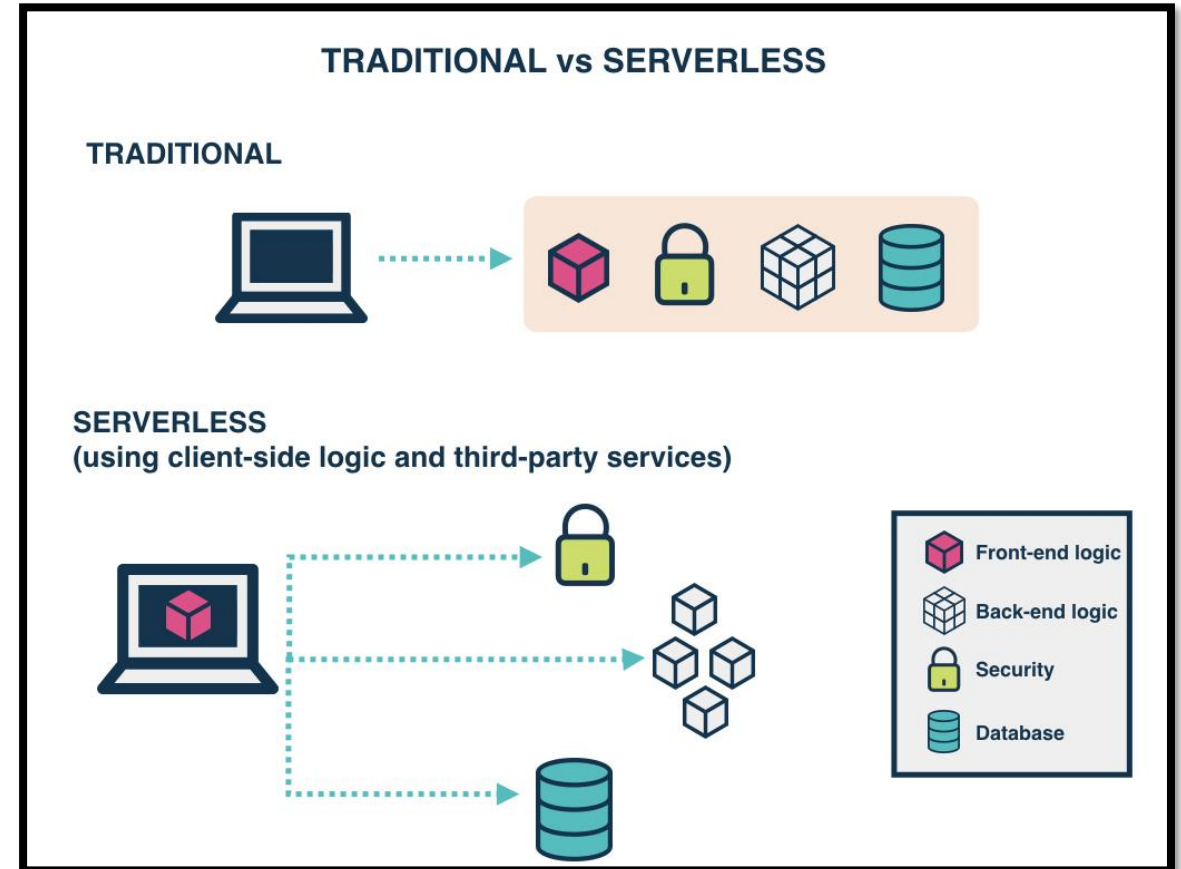 TRADITIONAL vs SERVERLESS
TRADITIONAL
SERVERLESS
(using client-side logic and third-party services)
Front-end logic
Back-end logic
Security
Database